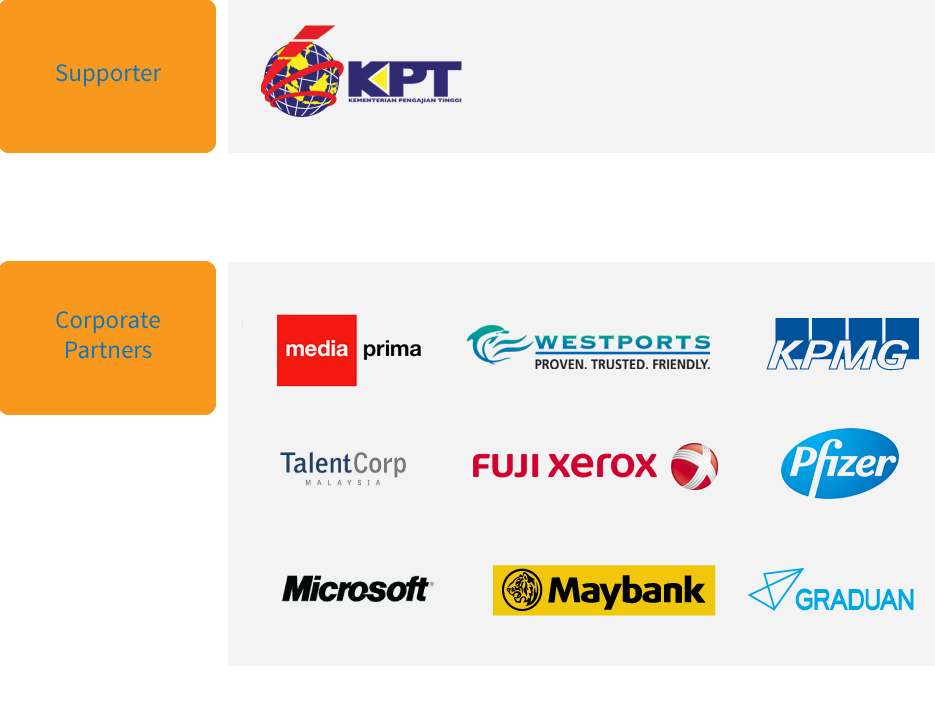 Supporter
KPT
KEMENTERIAN PENGAJIAN TINGGI
Corporate
Partners
media prima
WESTPORTS
PROVEN. TRUSTED. FRIENDLY.
KPMG
TalentCorp
MALAYSIA
FUJI xerox
Pfizer
Microsoft
Maybank
GRADUAN